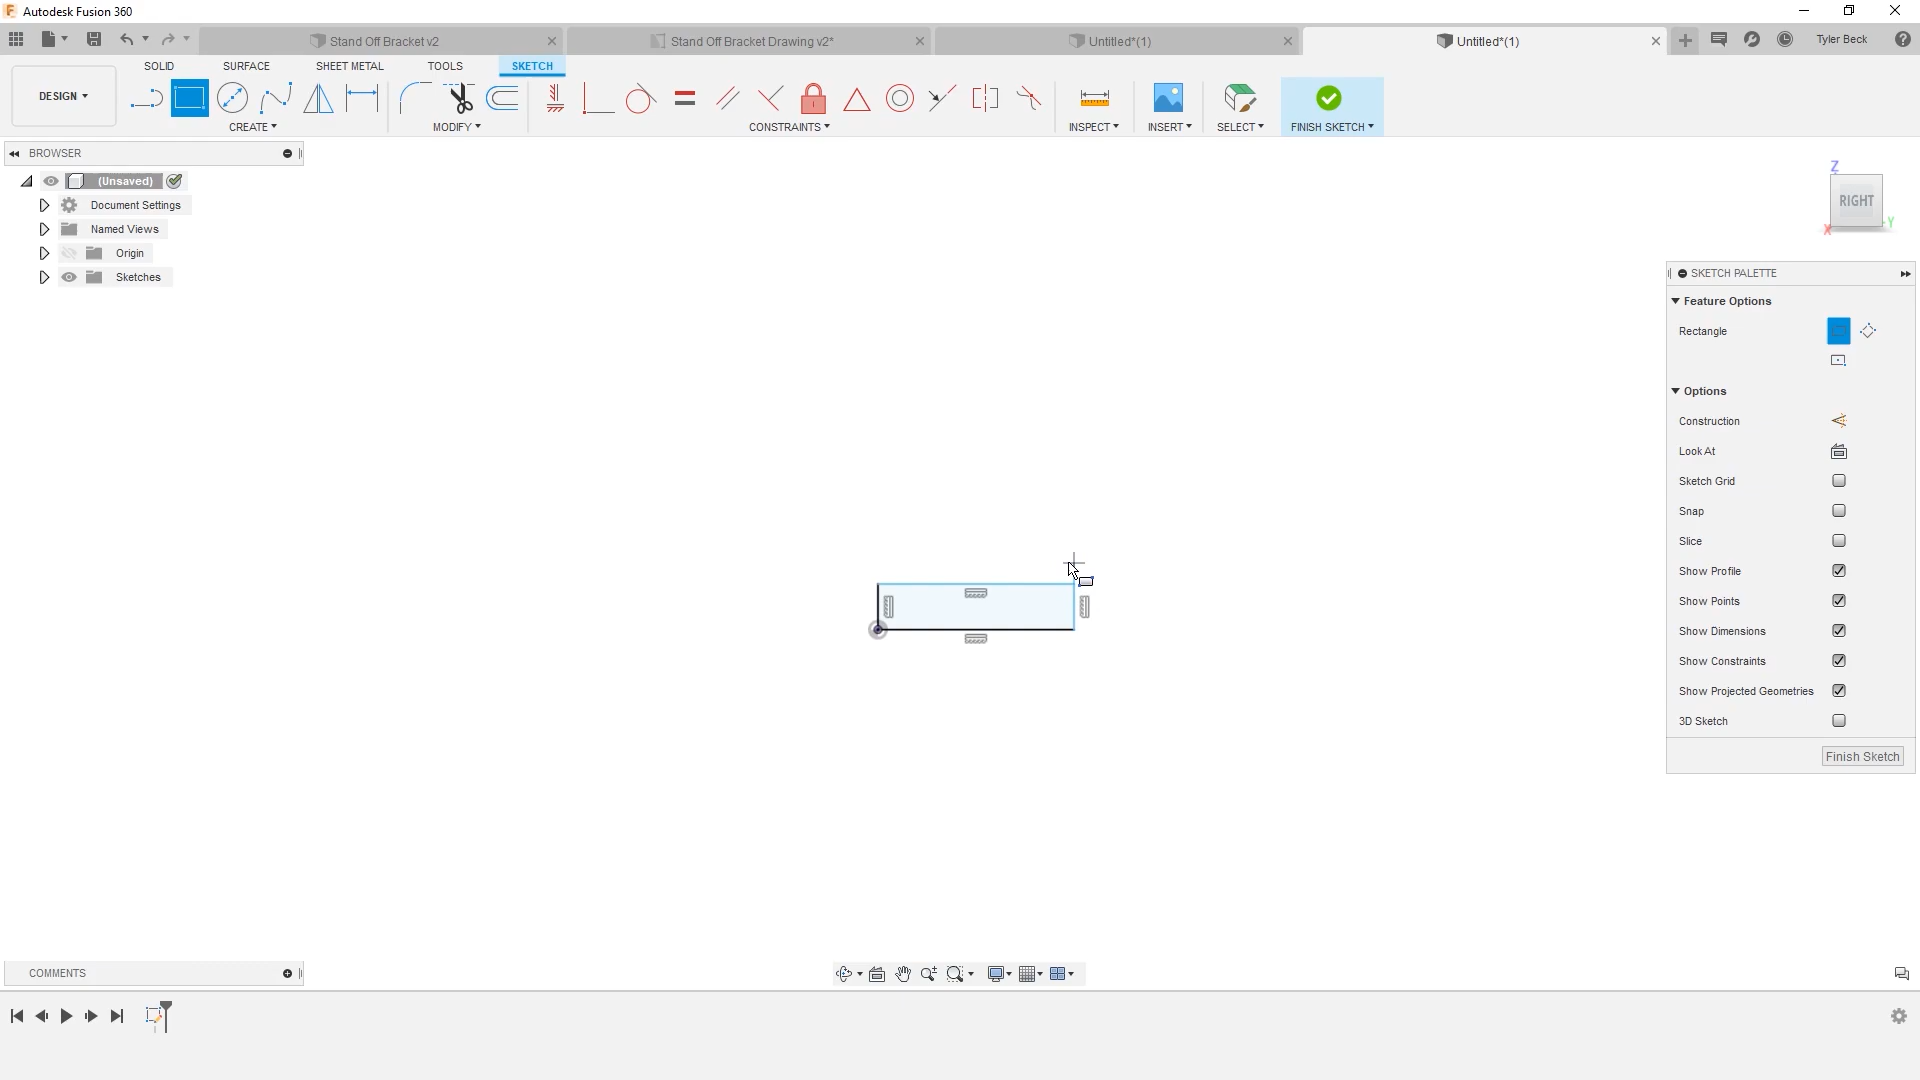 Autodesk Fusion 360
Stand Off Bracket v2
Stand Off Bracket Drawing v2*
Untitled*(1)
Untitled*(1)
Tyler Beck
SOLID
SURFACE
SHEET METAL
TOOLS
SKETCH
DESIGN
CREATE
MODIFY
CONSTRAINTS
INSPECT
INSERT
SELECT
FINISH SKETCH
BROWSER
(Unsaved)
Document Settings
Named Views
Origin
Sketches
Z
RIGHT
X
Y
SKETCH PALETTE
Feature Options
Rectangle
Options
Construction
Look At
Sketch Grid
Snap
Slice
Show Profile
Show Points
Show Dimensions
Show Constraints
Show Projected Geometries
3D Sketch
Finish Sketch
COMMENTS